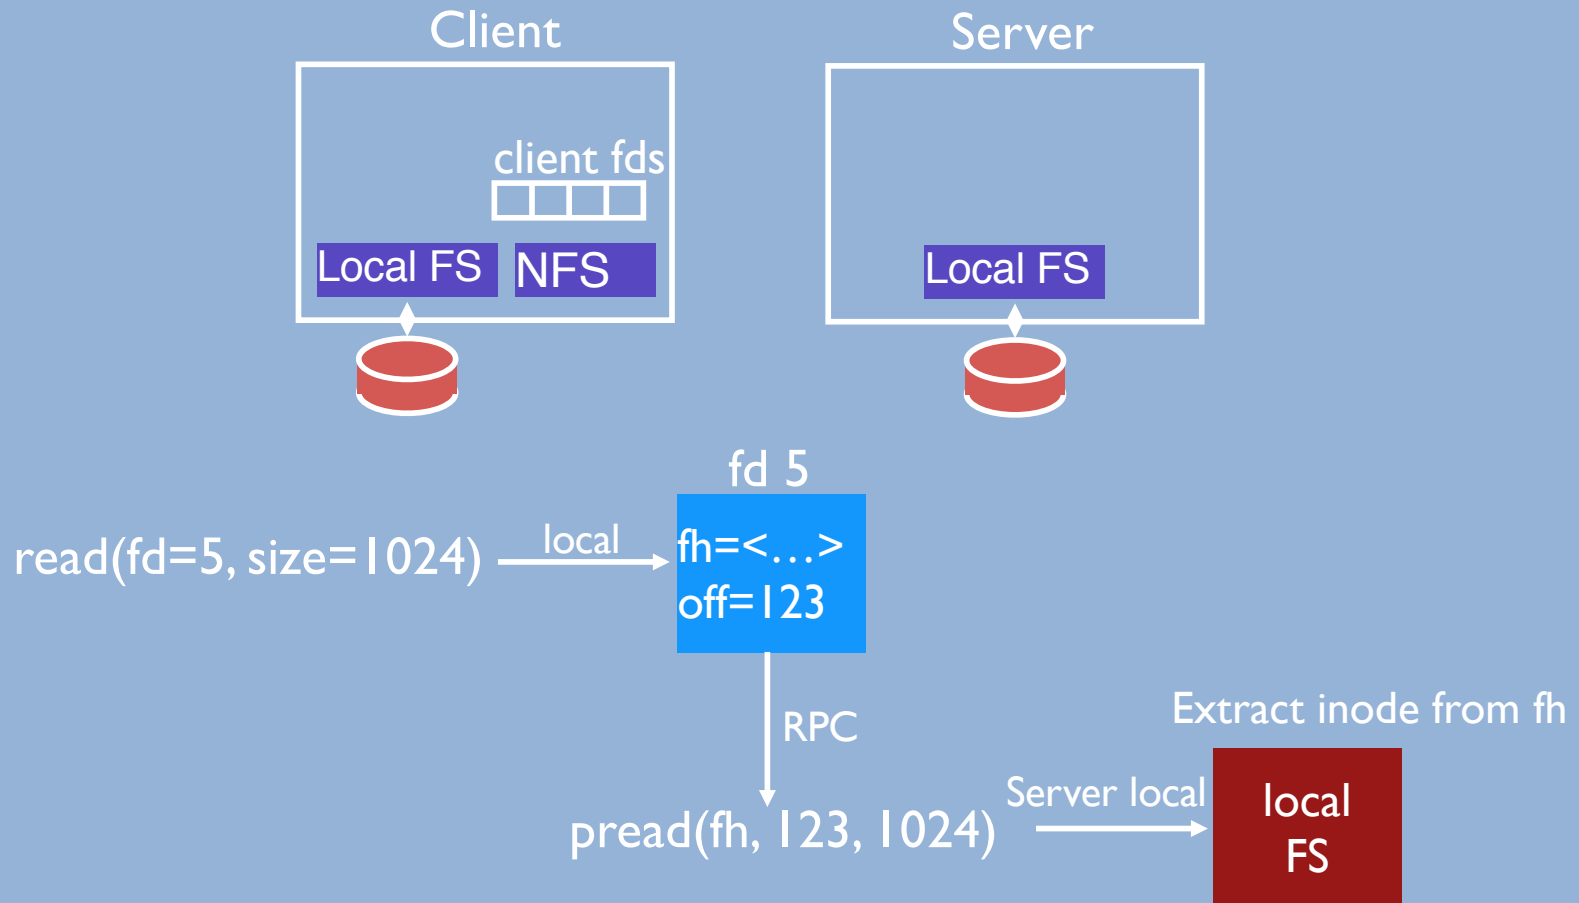 Client
Server
client fds
Local FS
NFS
Local FS
fd 5
read(fd=5, size=1024)
local
fh=<...>
off=123
RPC
Extract inode from fh
pread(fh, 123, 1024)
Server local
local
FS